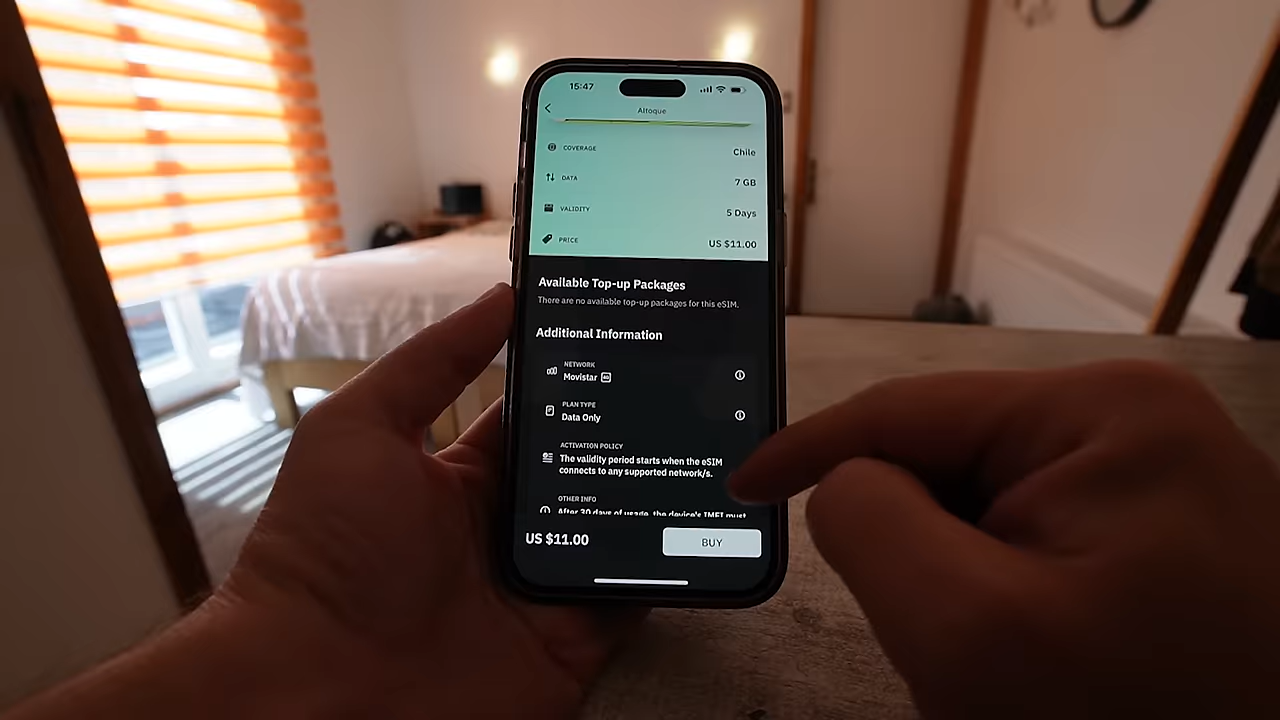 15:47
Altoque
COVERAGE
Chile
DATA
7 GB
VALIDITY
5 Days
PRICE
US $11.00
Available Top-up Packages
There are no available top-up packages for this eSIM.
Additional Information
NETWORK
Movistar
PLAN TYPE
Data Only
ACTIVATION POLICY
The validity period starts when the eSIM
connects to any supported network/s.
OTHER INFO
After 30 days of usage, the device's IMEI must
US $11.00
BUY